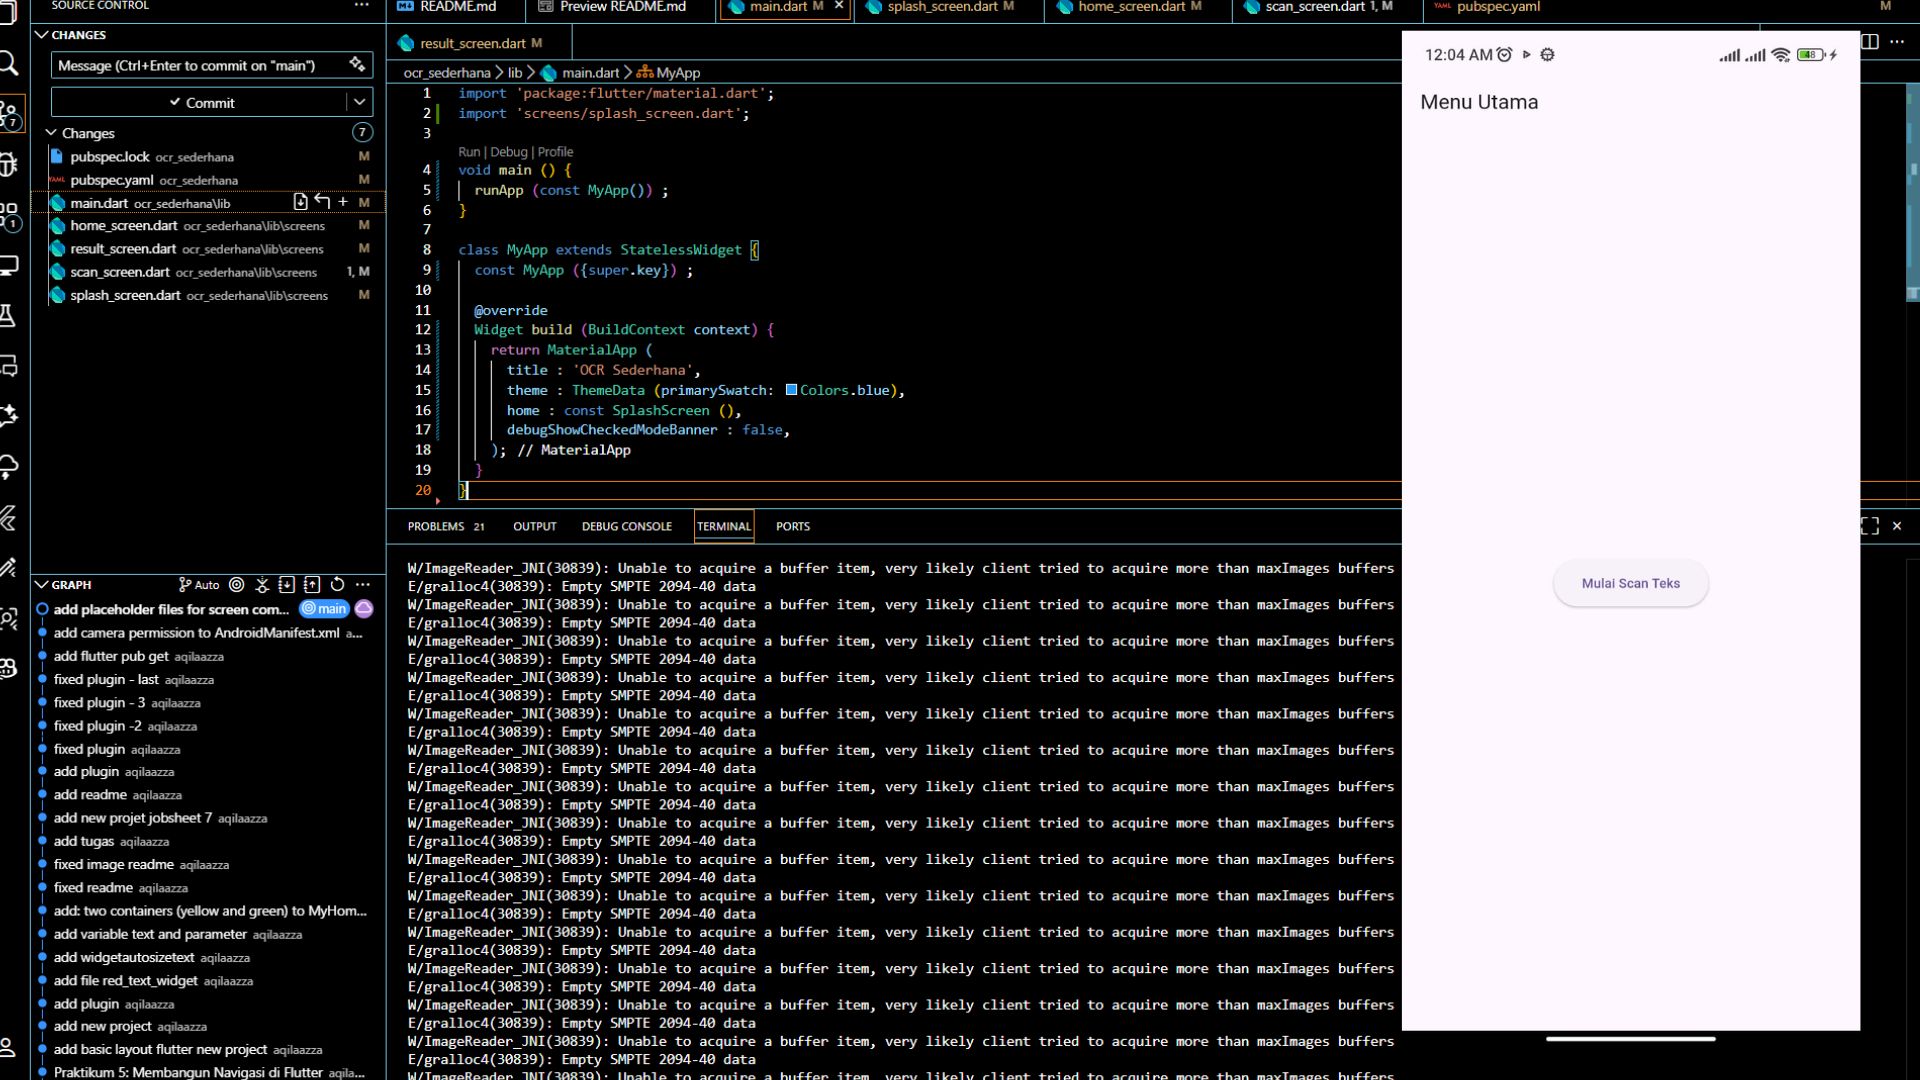 SOURCE CONTROL
CHANGES
Message (Ctrl+Enter to commit on "main")
Commit
Changes 7
pubspec.lock ocr_sederhana M
pubspec.yaml ocr_sederhana M
main.dart ocr_sederhana\lib M
home_screen.dart ocr_sederhana\lib\screens M
result_screen.dart ocr_sederhana\lib\screens M
scan_screen.dart ocr_sederhana\lib\screens 1, M
splash_screen.dart ocr_sederhana\lib\screens M
7
1
GRAPH Auto
add placeholder files for screen com... main
add camera permission to AndroidManifest.xml a...
add flutter pub get aqilaazza
fixed plugin - last aqilaazza
fixed plugin - 3 aqilaazza
fixed plugin -2 aqilaazza
fixed plugin aqilaazza
add plugin aqilaazza
add readme aqilaazza
add new projet jobsheet 7 aqilaazza
add tugas aqilaazza
fixed image readme aqilaazza
fixed readme aqilaazza
add: two containers (yellow and green) to MyHom...
add variable text and parameter aqilaazza
add widgetautosizetext aqilaazza
add file red_text_widget aqilaazza
add plugin aqilaazza
add new project aqilaazza
add basic layout flutter new project aqilaazza
Praktikum 5: Membangun Navigasi di Flutter aqila...
README.md
Preview README.md
main.dart M
splash_screen.dart M
home_screen.dart M
scan_screen.dart 1, M
YAML pubspec.yaml M
result_screen.dart M
ocr_sederhana > lib > main.dart > MyApp
1 import 'package:flutter/material.dart';
2 import 'screens/splash_screen.dart';
3
Run | Debug | Profile
4 void main () {
5 runApp (const MyApp()) ;
6 }
7
8 class MyApp extends StatelessWidget {
9 const MyApp ({super.key}) ;
10
11 @override
12 Widget build (BuildContext context) {
13 return MaterialApp (
14 title : 'OCR Sederhana',
15 theme : ThemeData (primarySwatch: Colors.blue),
16 home : const SplashScreen (),
17 debugShowCheckedModeBanner : false,
18 ); // MaterialApp
19 }
20 }
PROBLEMS 21 OUTPUT DEBUG CONSOLE TERMINAL PORTS
W/ImageReader_JNI(30839): Unable to acquire a buffer item, very likely client tried to acquire more than maxImages buffers
E/gralloc4(30839): Empty SMPTE 2094-40 data
W/ImageReader_JNI(30839): Unable to acquire a buffer item, very likely client tried to acquire more than maxImages buffers
E/gralloc4(30839): Empty SMPTE 2094-40 data
W/ImageReader_JNI(30839): Unable to acquire a buffer item, very likely client tried to acquire more than maxImages buffers
E/gralloc4(30839): Empty SMPTE 2094-40 data
W/ImageReader_JNI(30839): Unable to acquire a buffer item, very likely client tried to acquire more than maxImages buffers
E/gralloc4(30839): Empty SMPTE 2094-40 data
W/ImageReader_JNI(30839): Unable to acquire a buffer item, very likely client tried to acquire more than maxImages buffers
E/gralloc4(30839): Empty SMPTE 2094-40 data
W/ImageReader_JNI(30839): Unable to acquire a buffer item, very likely client tried to acquire more than maxImages buffers
E/gralloc4(30839): Empty SMPTE 2094-40 data
W/ImageReader_JNI(30839): Unable to acquire a buffer item, very likely client tried to acquire more than maxImages buffers
E/gralloc4(30839): Empty SMPTE 2094-40 data
W/ImageReader_JNI(30839): Unable to acquire a buffer item, very likely client tried to acquire more than maxImages buffers
E/gralloc4(30839): Empty SMPTE 2094-40 data
W/ImageReader_JNI(30839): Unable to acquire a buffer item, very likely client tried to acquire more than maxImages buffers
E/gralloc4(30839): Empty SMPTE 2094-40 data
W/ImageReader_JNI(30839): Unable to acquire a buffer item, very likely client tried to acquire more than maxImages buffers
E/gralloc4(30839): Empty SMPTE 2094-40 data
W/ImageReader_JNI(30839): Unable to acquire a buffer item, very likely client tried to acquire more than maxImages buffers
E/gralloc4(30839): Empty SMPTE 2094-40 data
W/ImageReader_JNI(30839): Unable to acquire a buffer item, very likely client tried to acquire more than maxImages buffers
E/gralloc4(30839): Empty SMPTE 2094-40 data
W/ImageReader_JNI(30839): Unable to acquire a buffer item, very likely client tried to acquire more than maxImages buffers
E/gralloc4(30839): Empty SMPTE 2094-40 data
W/ImageReader_JNI(30839): Unable to acquire a buffer item, very likely client tried to acquire more than maxImages buffers
E/gralloc4(30839): Empty SMPTE 2094-40 data
W/ImageReader_JNI(30839): Unable to acquire a buffer item, very likely client tried to acquire more than maxImages buffers
12:04 AM 48
Menu Utama
Mulai Scan Teks